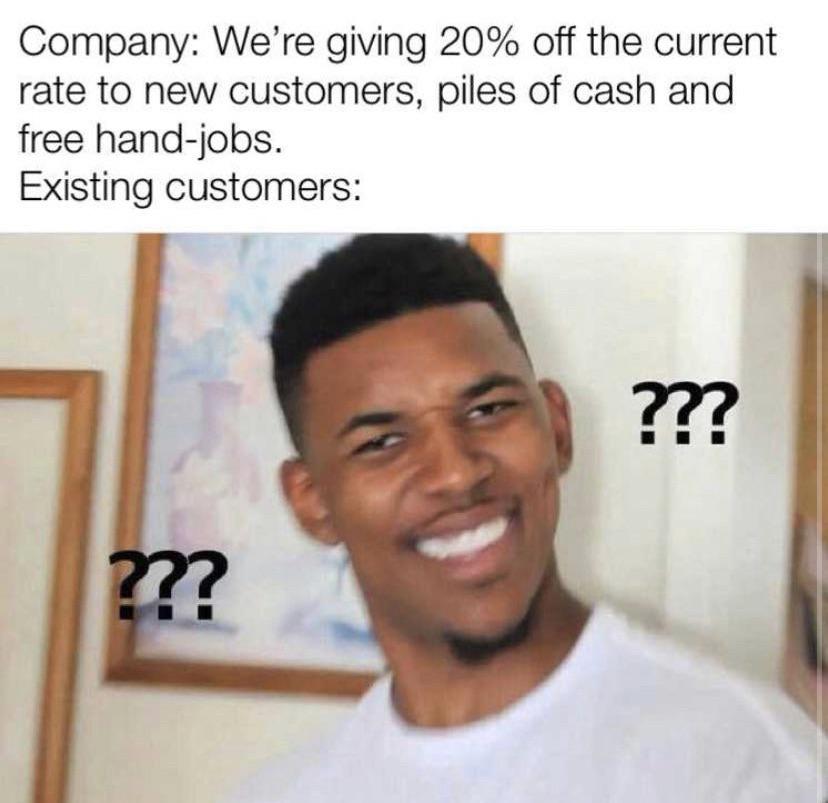 Company: We’re giving 20% off the current
rate to new customers, piles of cash and
free hand-jobs.
Existing customers:
???
???